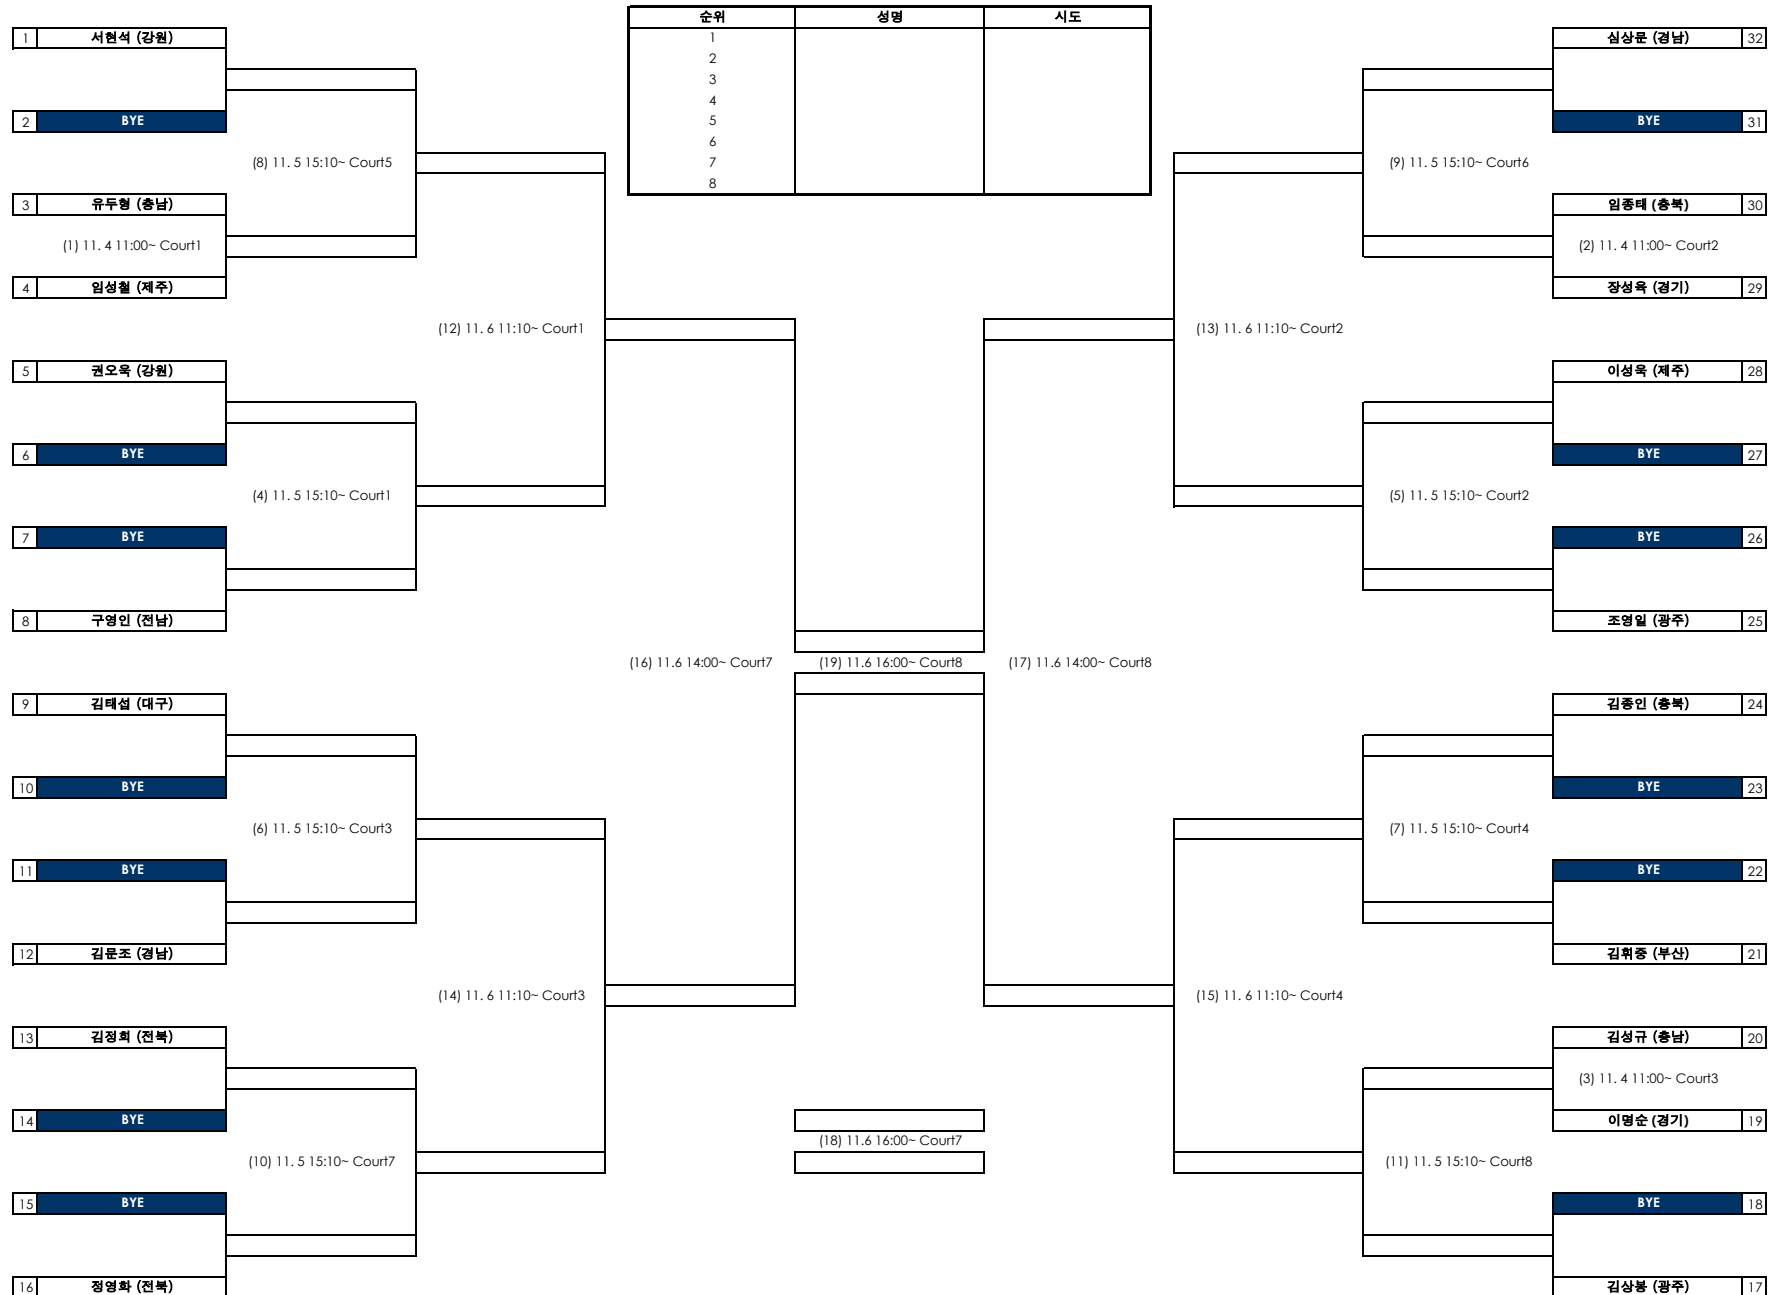 순위 성명 시도
1
2
3
4
5
6
7
8
1 서현석 (강원)
2 BYE
(8) 11. 5 15:10~ Court5
3 유두형 (충남)
(1) 11. 4 11:00~ Court1
4 임성철 (제주)
(12) 11. 6 11:10~ Court1
5 권오욱 (강원)
6 BYE
(4) 11. 5 15:10~ Court1
7 BYE
8 구영인 (전남)
(16) 11.6 14:00~ Court7
9 김태섭 (대구)
10 BYE
(6) 11. 5 15:10~ Court3
11 BYE
12 김문조 (경남)
(14) 11. 6 11:10~ Court3
13 김정희 (전북)
14 BYE
(10) 11. 5 15:10~ Court7
15 BYE
16 정영화 (전북)
(19) 11.6 16:00~ Court8
(18) 11.6 16:00~ Court7
심상문 (경남) 32
BYE 31
(9) 11. 5 15:10~ Court6
임종태 (충북) 30
(2) 11. 4 11:00~ Court2
장성육 (경기) 29
(13) 11. 6 11:10~ Court2
이성욱 (제주) 28
BYE 27
(5) 11. 5 15:10~ Court2
BYE 26
조영일 (광주) 25
(17) 11.6 14:00~ Court8
김종인 (충북) 24
BYE 23
(7) 11. 5 15:10~ Court4
BYE 22
김휘중 (부산) 21
(15) 11. 6 11:10~ Court4
김성규 (충남) 20
(3) 11. 4 11:00~ Court3
이명순 (경기) 19
(11) 11. 5 15:10~ Court8
BYE 18
김상봉 (광주) 17